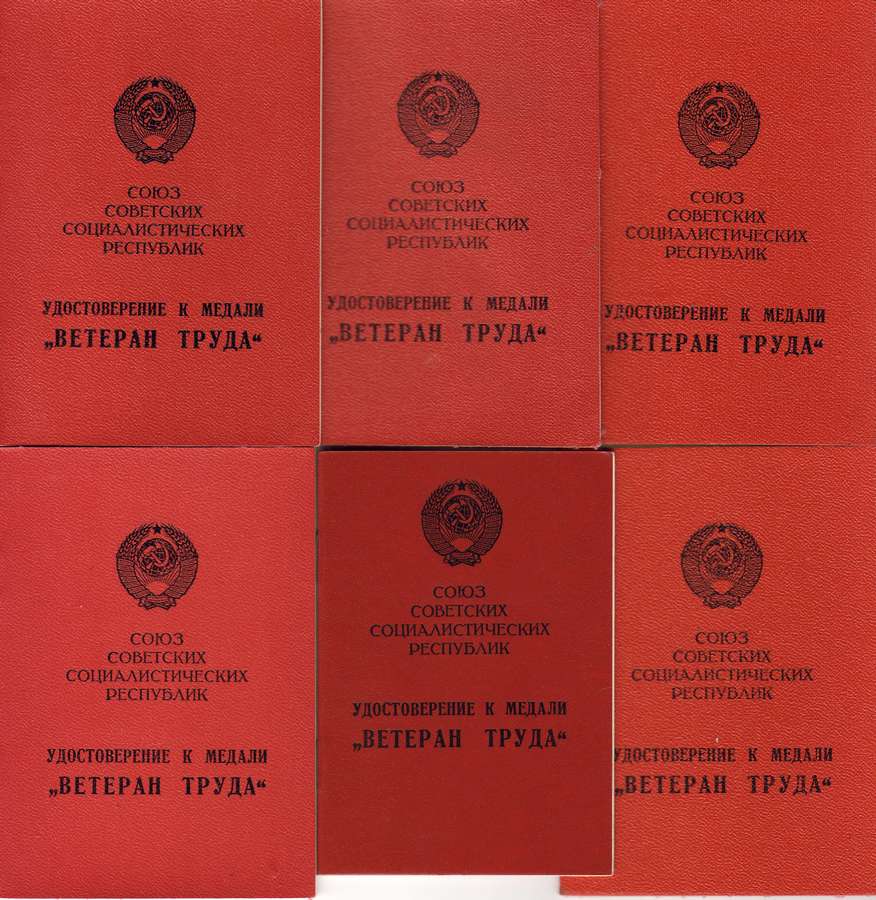 СОЮЗ
СОВЕТСКИХ
СОЦИАЛИСТИЧЕСКИХ
РЕСПУБЛИК
УДОСТОВЕРЕНИЕ К МЕДАЛИ
„ВЕТЕРАН ТРУДА“
СОЮЗ
СОВЕТСКИХ
СОЦИАЛИСТИЧЕСКИХ
РЕСПУБЛИК
УДОСТОВЕРЕНИЕ К МЕДАЛИ
„ВЕТЕРАН ТРУДА“
СОЮЗ
СОВЕТСКИХ
СОЦИАЛИСТИЧЕСКИХ
РЕСПУБЛИК
УДОСТОВЕРЕНИЕ К МЕДАЛИ
„ВЕТЕРАН ТРУДА“
СОЮЗ
СОВЕТСКИХ
СОЦИАЛИСТИЧЕСКИХ
РЕСПУБЛИК
УДОСТОВЕРЕНИЕ К МЕДАЛИ
„ВЕТЕРАН ТРУДА“
СОЮЗ
СОВЕТСКИХ
СОЦИАЛИСТИЧЕСКИХ
РЕСПУБЛИК
УДОСТОВЕРЕНИЕ К МЕДАЛИ
„ВЕТЕРАН ТРУДА“
СОЮЗ
СОВЕТСКИХ
СОЦИАЛИСТИЧЕСКИХ
РЕСПУБЛИК
УДОСТОВЕРЕНИЕ К МЕДАЛИ
„ВЕТЕРАН ТРУДА“